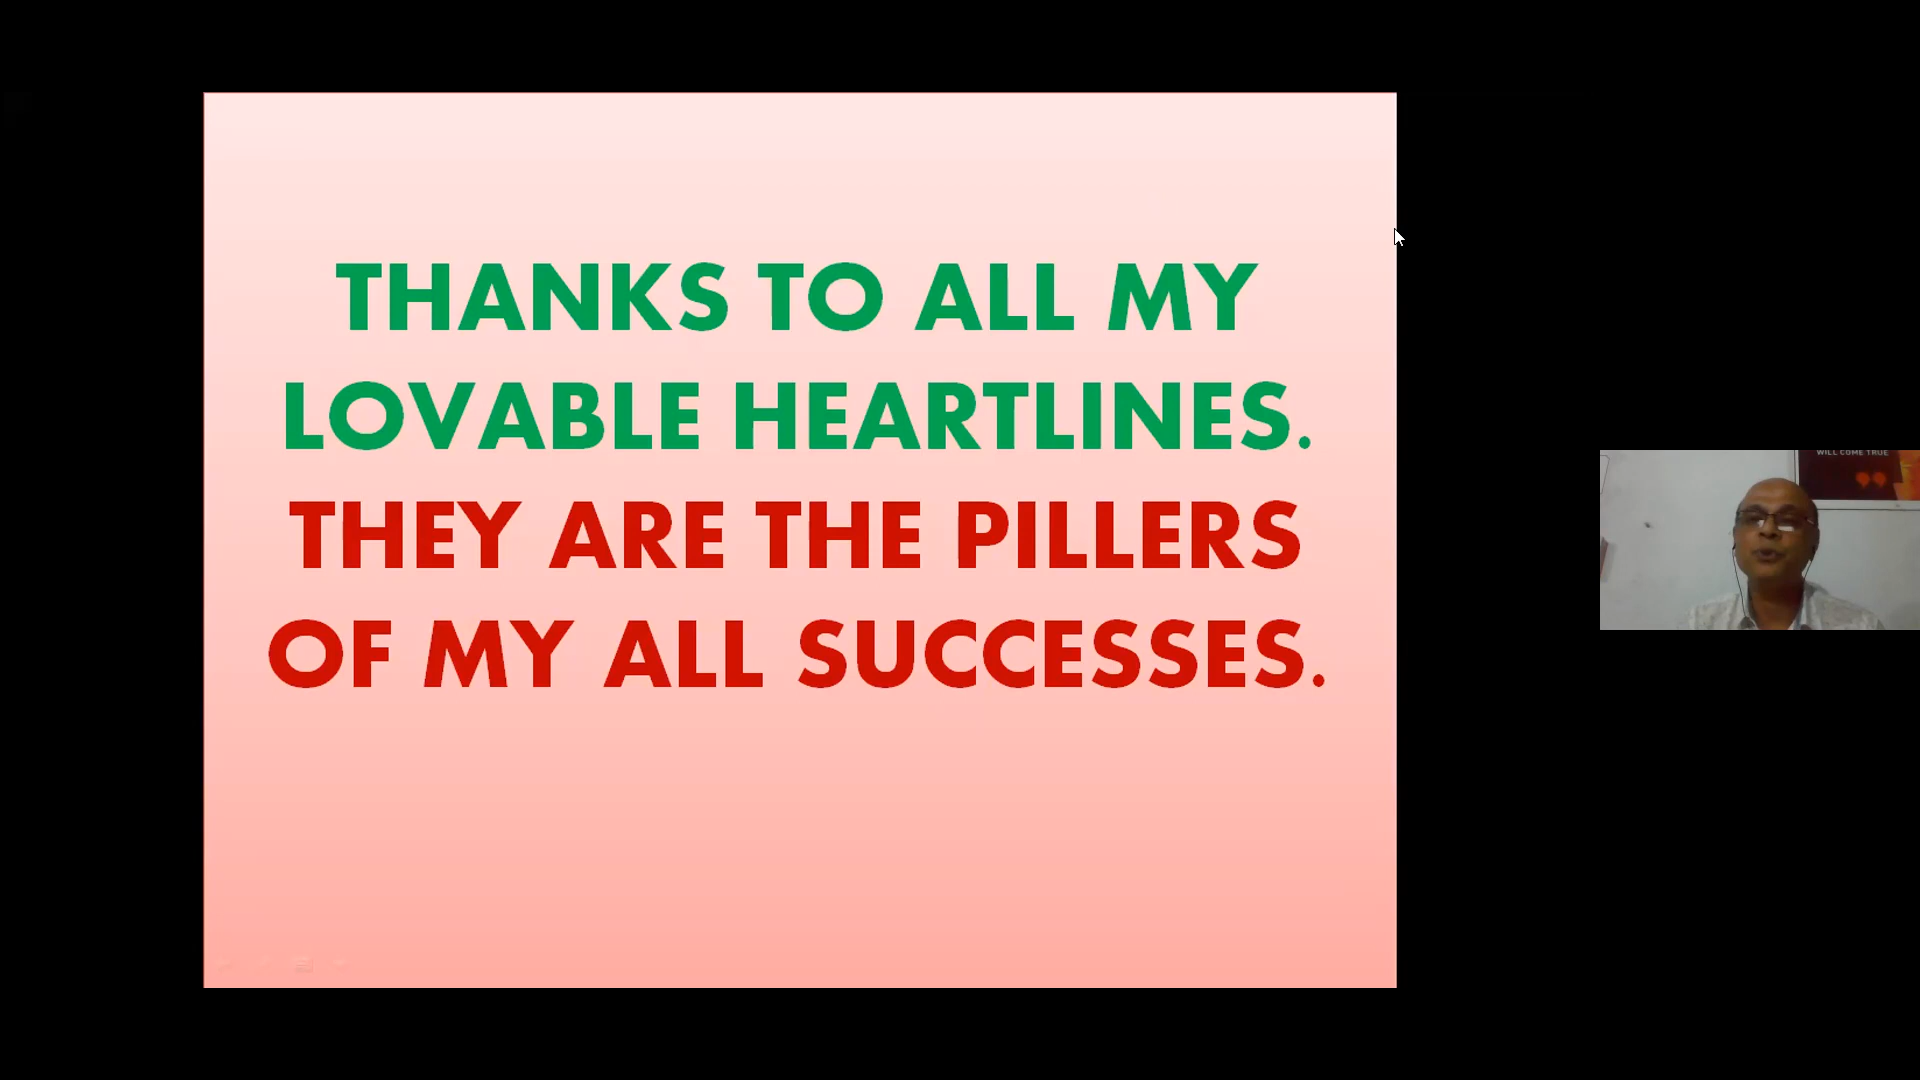 THANKS TO ALL MY
LOVABLE HEARTLINES.
THEY ARE THE PILLERS
OF MY ALL SUCCESSES.
WILL COME TRUE